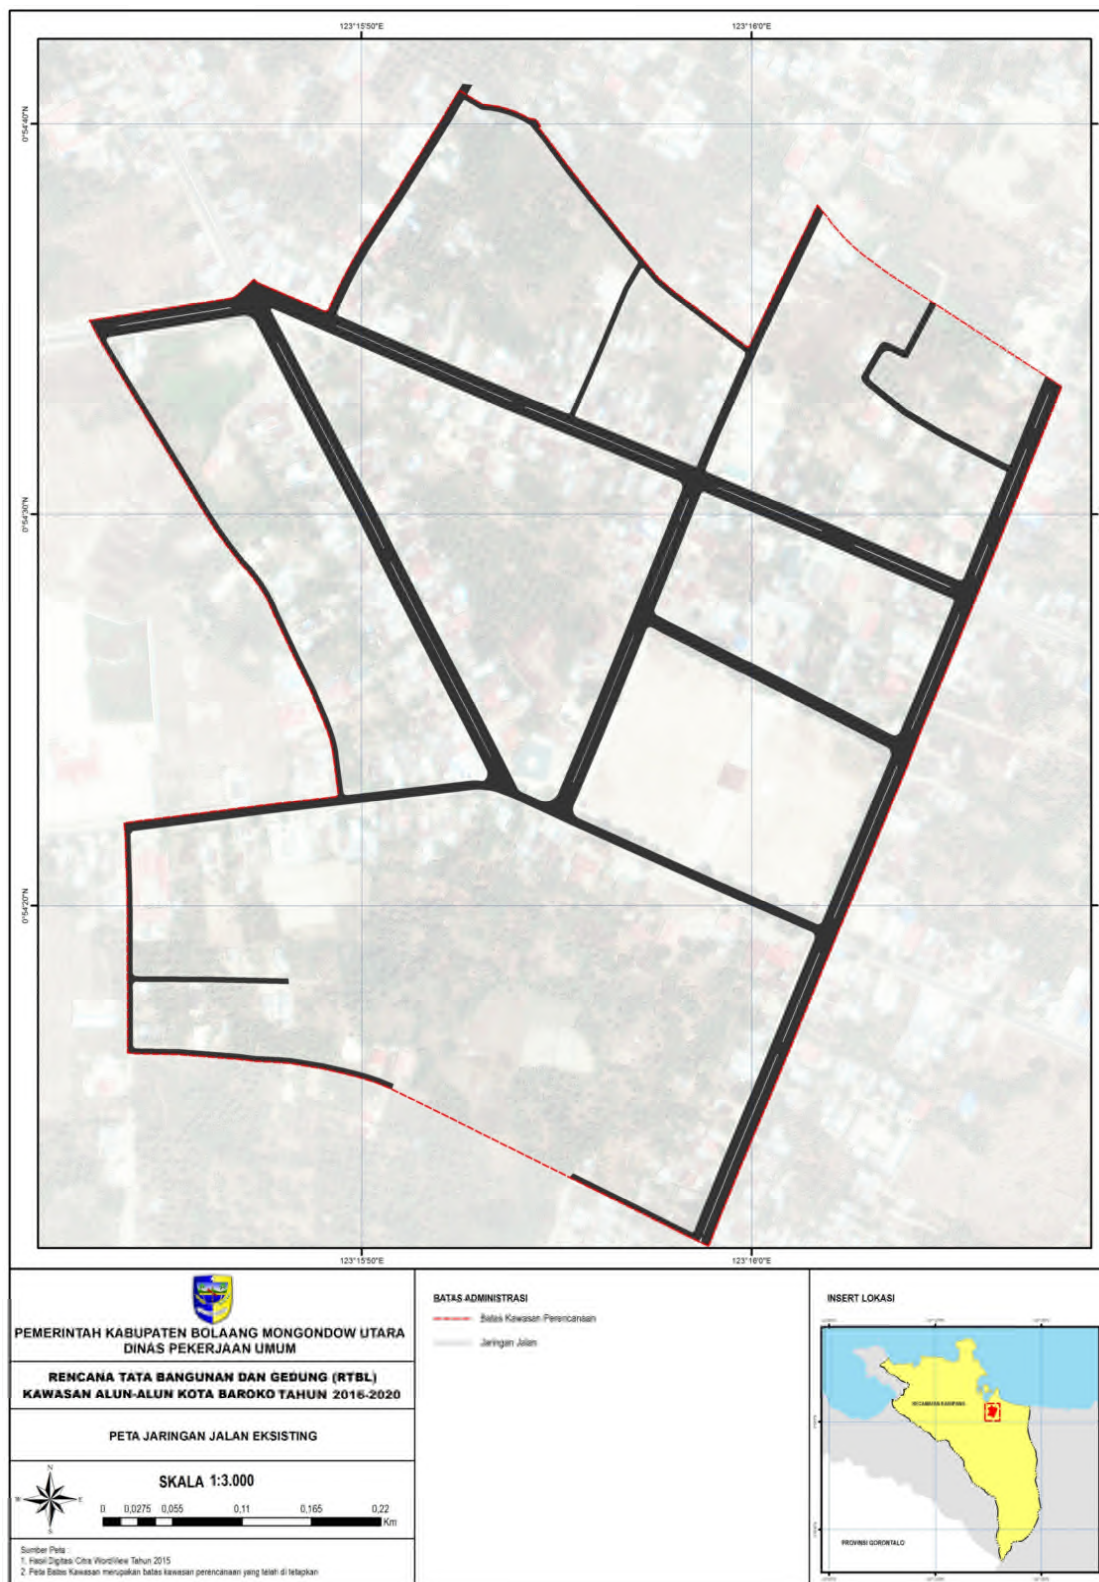 123°15'50"E
123°16'0"E
0°54'40"N
0°54'30"N
0°54'20"N
123°15'50"E
123°16'0"E
PEMERINTAH KABUPATEN BOLAANG MONGONDOW UTARA
DINAS PEKERJAAN UMUM
RENCANA TATA BANGUNAN DAN GEDUNG (RTBL)
KAWASAN ALUN-ALUN KOTA BAROKO TAHUN 2016-2020
PETA JARINGAN JALAN EKSISTING
SKALA 1:3.000
N
W
E
S
0 0,0275 0,055 0,11 0,165 0,22
Km
Sumber Peta :
1. Hasil Digitasi Citra WorldView Tahun 2015
2. Peta Batas Kawasan merupakan batas kawasan perencanaan yang telah di tetapkan
BATAS ADMINISTRASI
Batas Kawasan Perencanaan
Jaringan Jalan
INSERT LOKASI
KECAMATAN KAIDIPANG
PROVINSI GORONTALO